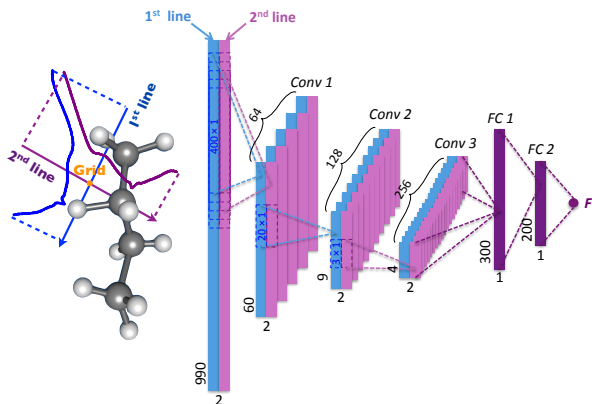 1st line
2nd line
1st line
2nd line
Grid
400 × 1
990
2
64
Conv 1
20 × 1
60
2
128
Conv 2
3 × 1
9
2
256
Conv 3
4
2
FC 1
300
1
FC 2
200
1
F